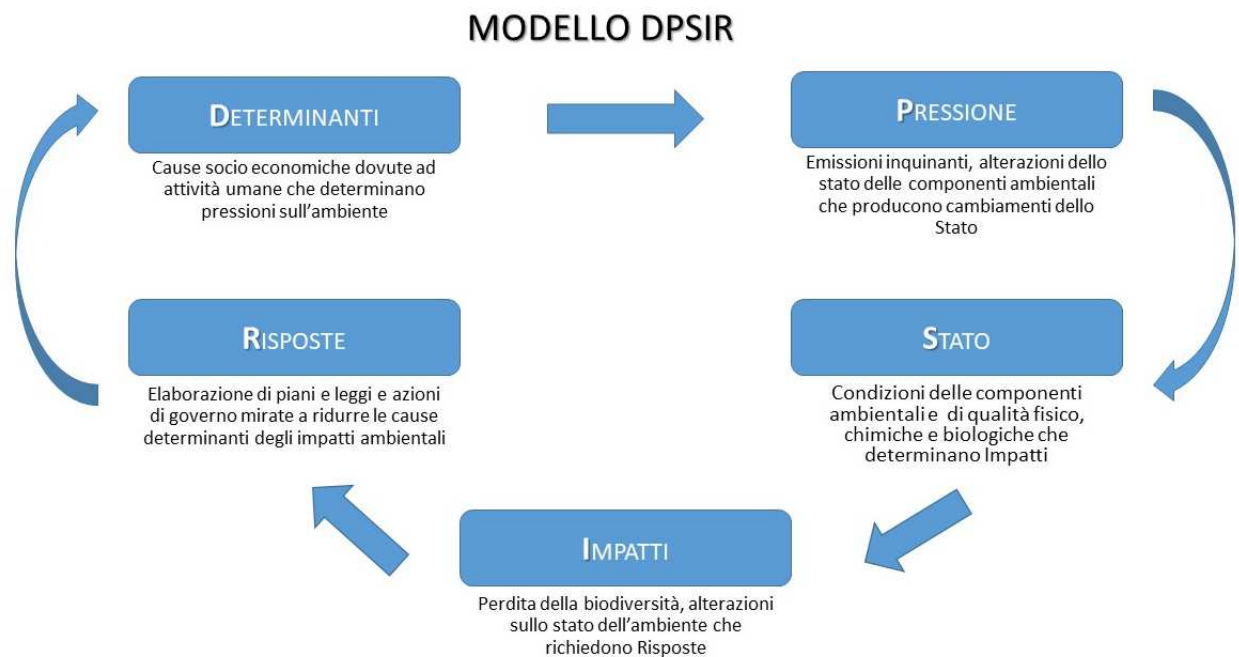 MODELLO DPSIR
DETERMINANTI
Cause socio economiche dovute ad
attività umane che determinano
pressioni sull'ambiente
PRESSIONE
Emissioni inquinanti, alterazioni dello
stato delle componenti ambientali
che producono cambiamenti dello
Stato
RISPOSTE
Elaborazione di piani e leggi e azioni
di governo mirate a ridurre le cause
determinanti degli impatti ambientali
STATO
Condizioni delle componenti
ambientali e di qualità fisico,
chimiche e biologiche che
determinano Impatti
IMPATTI
Perdita della biodiversità, alterazioni
sullo stato dell'ambiente che
richiedono Risposte